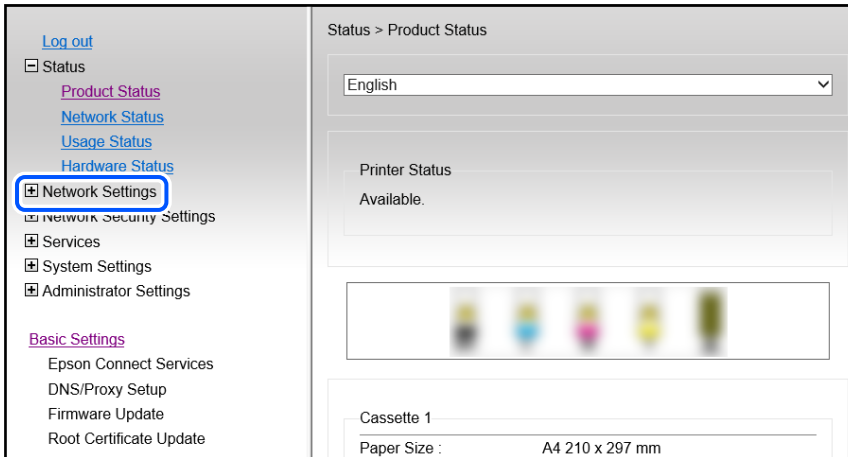 Log out
Status
Product Status
Network Status
Usage Status
Hardware Status
Network Settings
Network Security Settings
Services
System Settings
Administrator Settings
Basic Settings
Epson Connect Services
DNS/Proxy Setup
Firmware Update
Root Certificate Update
Status > Product Status
English
Printer Status
Available.
Cassette 1
Paper Size : A4 210 x 297 mm